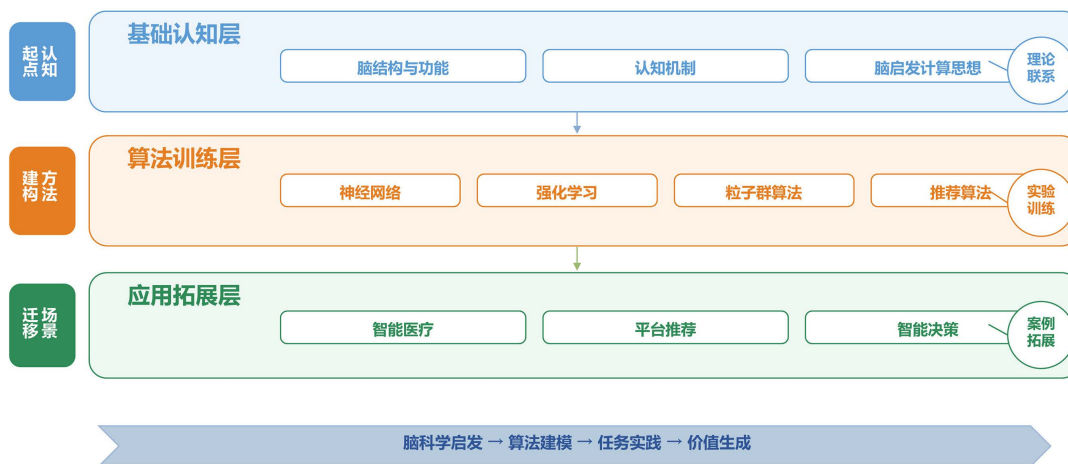 认知
起点
基础认知层
脑结构与功能
认知机制
脑启发计算思想
理论
联系
方法
建构
算法训练层
神经网络
强化学习
粒子群算法
推荐算法
实验
训练
场景
迁移
应用拓展层
智能医疗
平台推荐
智能决策
案例
拓展
脑科学启发 → 算法建模 → 任务实践 → 价值生成